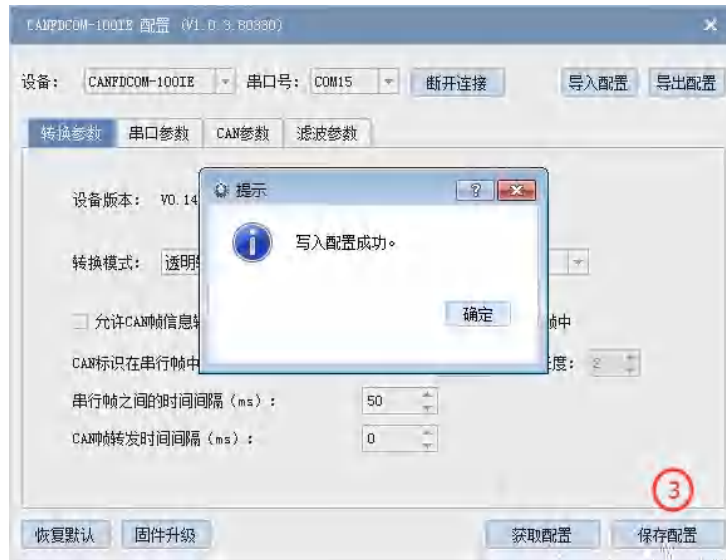 CANFDCOM-100IE 配置 (V1.0.3.80830)
设备: CANFDCOM-100IE 串口号: COM15 断开连接 导入配置 导出配置
转换参数 串口参数 CAN参数 滤波参数
提示
设备版本: V0.14
写入配置成功。
转换模式: 透明
确定
允许CAN帧信息 帧中
CAN标识在串行帧中 度: 2
串行帧之间的时间间隔 (ms): 50
CAN帧转发时间间隔 (ms): 0
3
恢复默认 固件升级 获取配置 保存配置